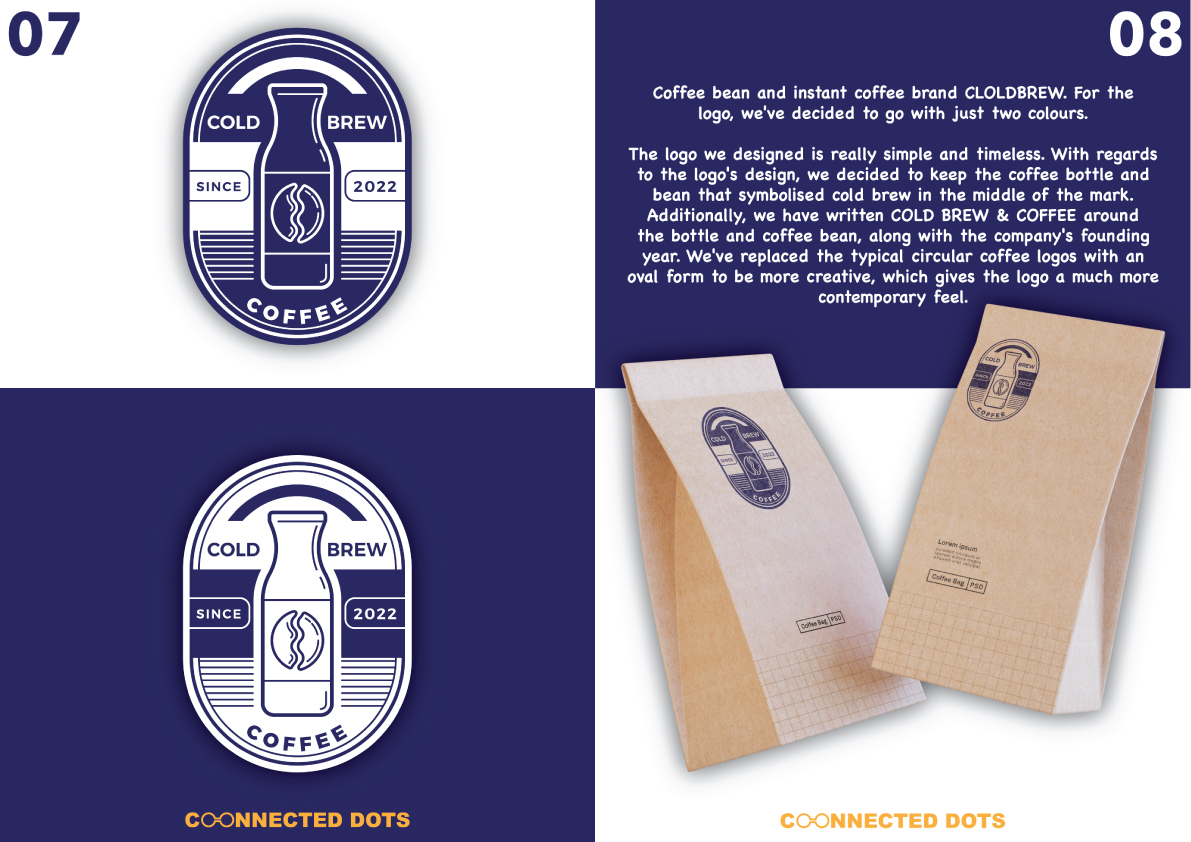 07
COLD BREW
SINCE 2022
COFFEE
COLD BREW
SINCE 2022
COFFEE
CONNECTED DOTS
08
Coffee bean and instant coffee brand CLOLDBREW. For the
logo, we've decided to go with just two colours.
The logo we designed is really simple and timeless. With regards
to the logo's design, we decided to keep the coffee bottle and
bean that symbolised cold brew in the middle of the mark.
Additionally, we have written COLD BREW & COFFEE around
the bottle and coffee bean, along with the company's founding
year. We've replaced the typical circular coffee logos with an
oval form to be more creative, which gives the logo a much more
contemporary feel.
COLD BREW
SINCE 2022
COFFEE
Coffee Bag PSD
COLD BREW
SINCE 2022
COFFEE
Lorem ipsum
Coffee Bag PSD
CONNECTED DOTS